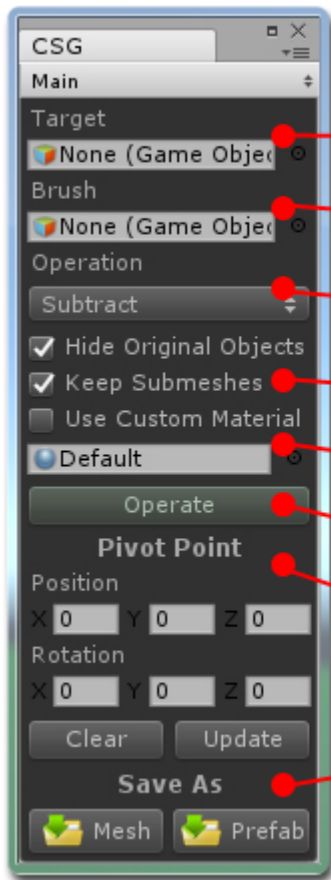 CSG
Main
Target
None (Game Objec
Brush
None (Game Objec
Operation
Subtract
Hide Original Objects
Keep Submeshes
Use Custom Material
Default
Operate
Pivot Point
Position
X 0 Y 0 Z 0
Rotation
X 0 Y 0 Z 0
Clear Update
Save As
Mesh Prefab